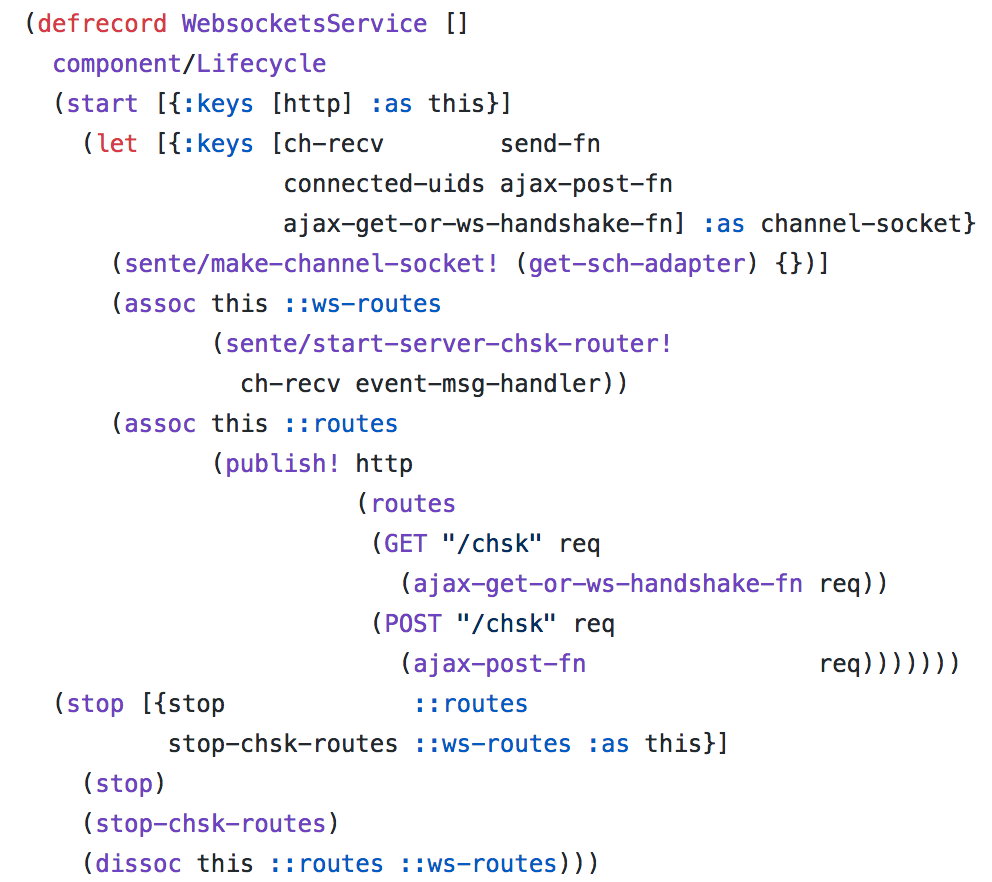 (defrecord WebsocketsService []
  component/Lifecycle
  (start [{:keys [http] :as this}]
    (let [{:keys [ch-recv        send-fn
                  connected-uids ajax-post-fn
                  ajax-get-or-ws-handshake-fn] :as channel-socket}
      (sente/make-channel-socket! (get-sch-adapter) {})]
      (assoc this ::ws-routes
             (sente/start-server-chsk-router!
               ch-recv event-msg-handler))
      (assoc this ::routes
             (publish! http
                       (routes
                        (GET "/chsk" req
                          (ajax-get-or-ws-handshake-fn req))
                        (POST "/chsk" req
                          (ajax-post-fn                req)))))))
  (stop [{stop             ::routes
          stop-chsk-routes ::ws-routes :as this}]
    (stop)
    (stop-chsk-routes)
    (dissoc this ::routes ::ws-routes)))